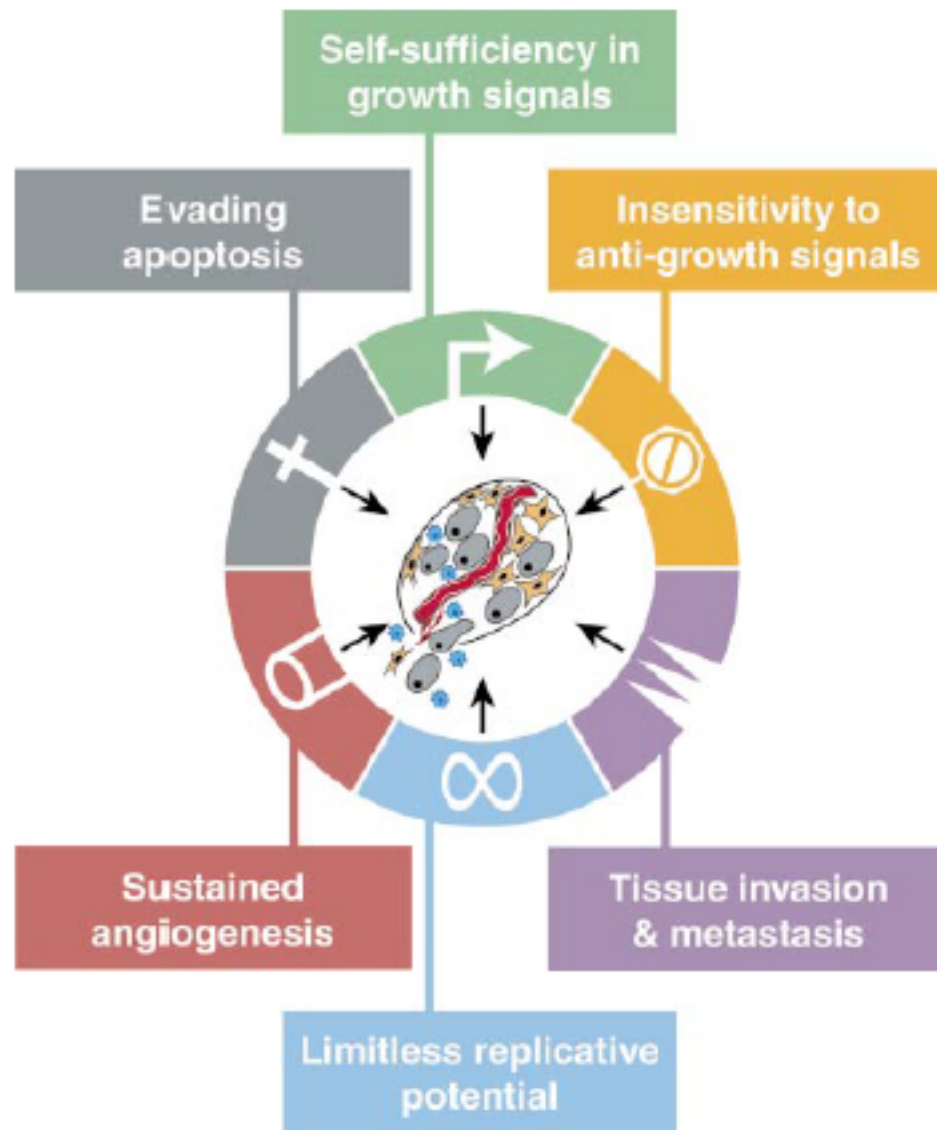 Self-sufficiency in
growth signals
Evading
apoptosis
Insensitivity to
anti-growth signals
Sustained
angiogenesis
Tissue invasion
& metastasis
Limitless replicative
potential